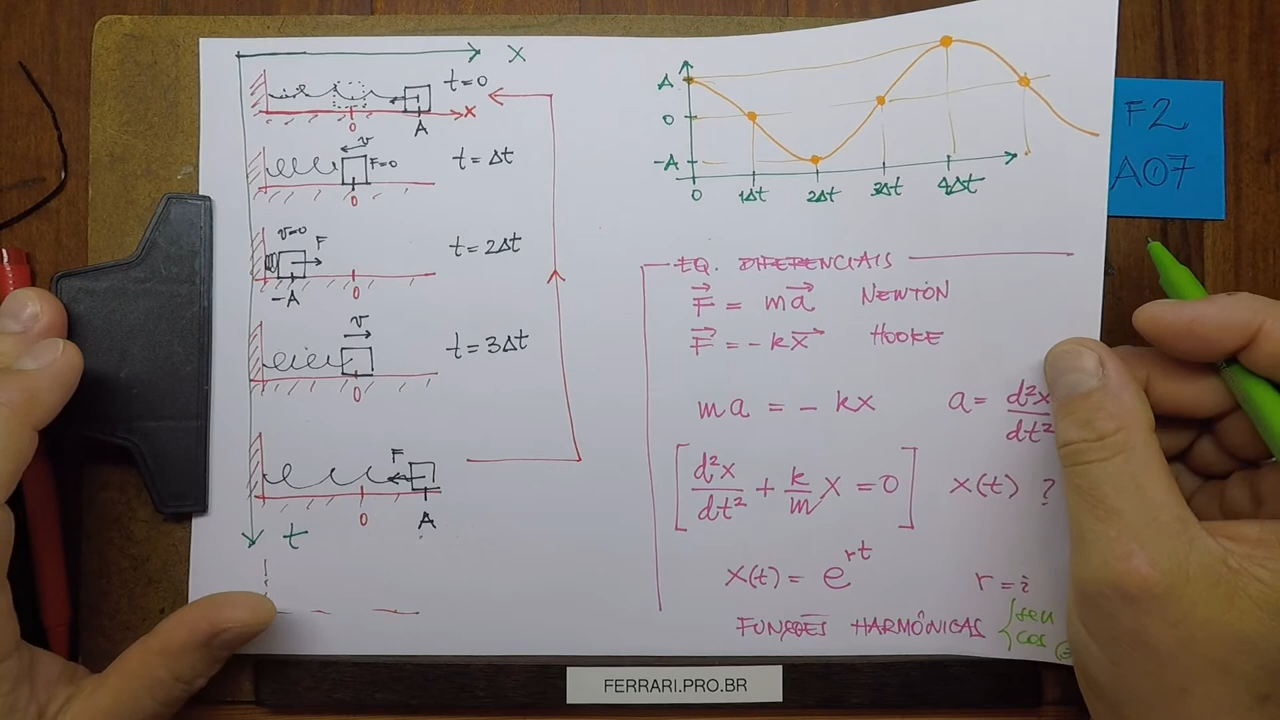 X
t=0
X
0
A
v
F=0
t=Δt
0
v=0
F
t=2Δt
-A
0
v
t=3Δt
0
F
0
A
t
A
0
-A
0
1Δt
2Δt
3Δt
4Δt
EQ. DIFERENCIAIS
F = ma NEWTON
F = -kx HOOKE
ma = - kx a = d²x/dt²
[d²x/dt² + k/m x = 0] x(t) ?
x(t) = e^rt r = i
FUNÇÕES HARMÔNICAS { sen
cos
F2
A07
FERRARI.PRO.BR